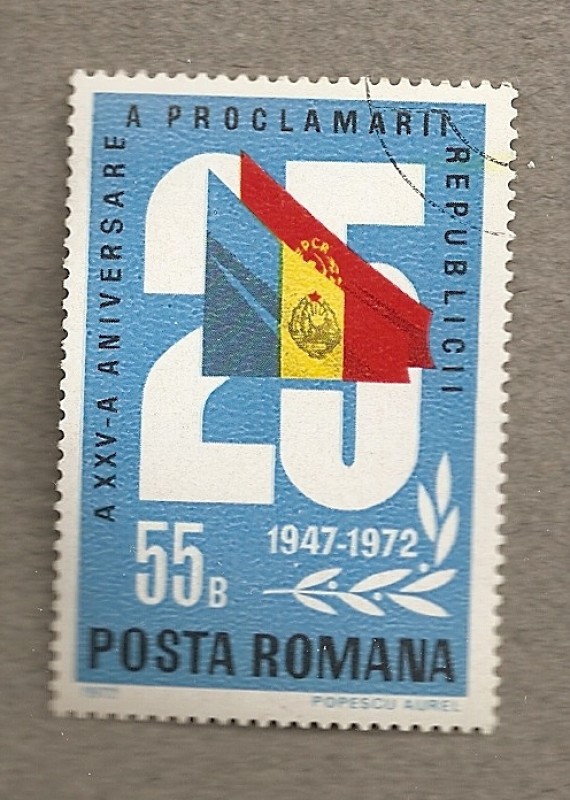 A XXV-A ANIVERSARE
A PROCLAMARII
REPUBLICII
25
PCR
1947-1972
55B
POSTA ROMANA
1972
POPESCU AUREL